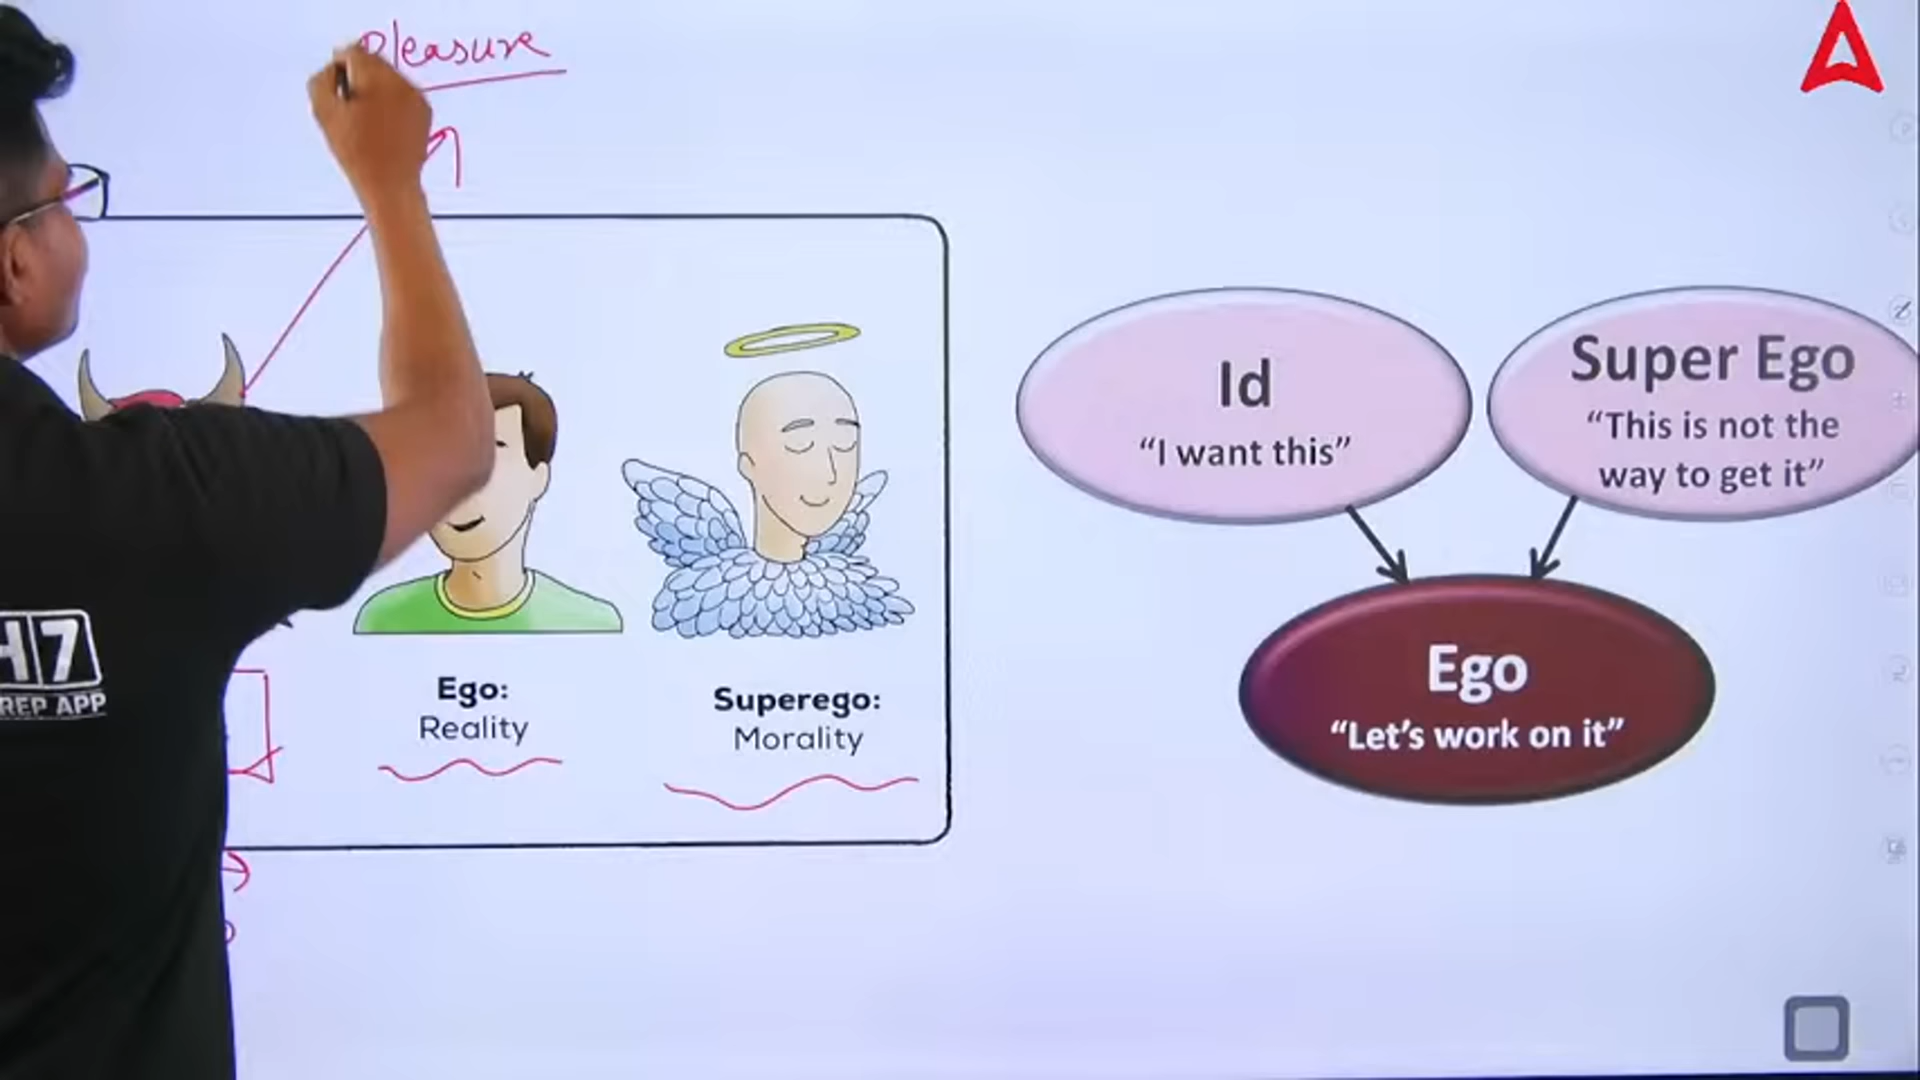 Pleasure
Id
“I want this”
Super Ego
“This is not the
way to get it”
Ego:
Reality
Superego:
Morality
Ego
“Let’s work on it”
H7
REP APP